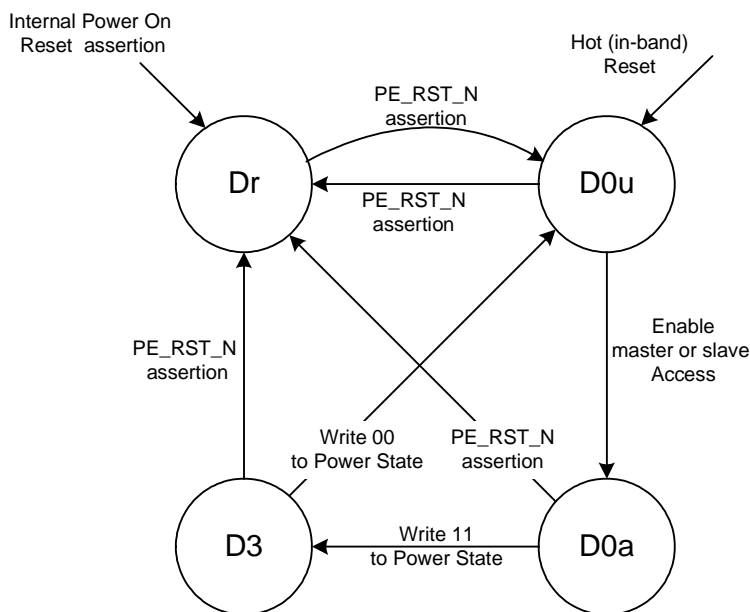 Internal Power On
Reset assertion
Hot (in-band)
Reset
PE_RST_N
assertion
Dr
D0u
PE_RST_N
assertion
PE_RST_N
assertion
Enable
master or slave
Access
Write 00
to Power State
PE_RST_N
assertion
D3
Write 11
to Power State
D0a